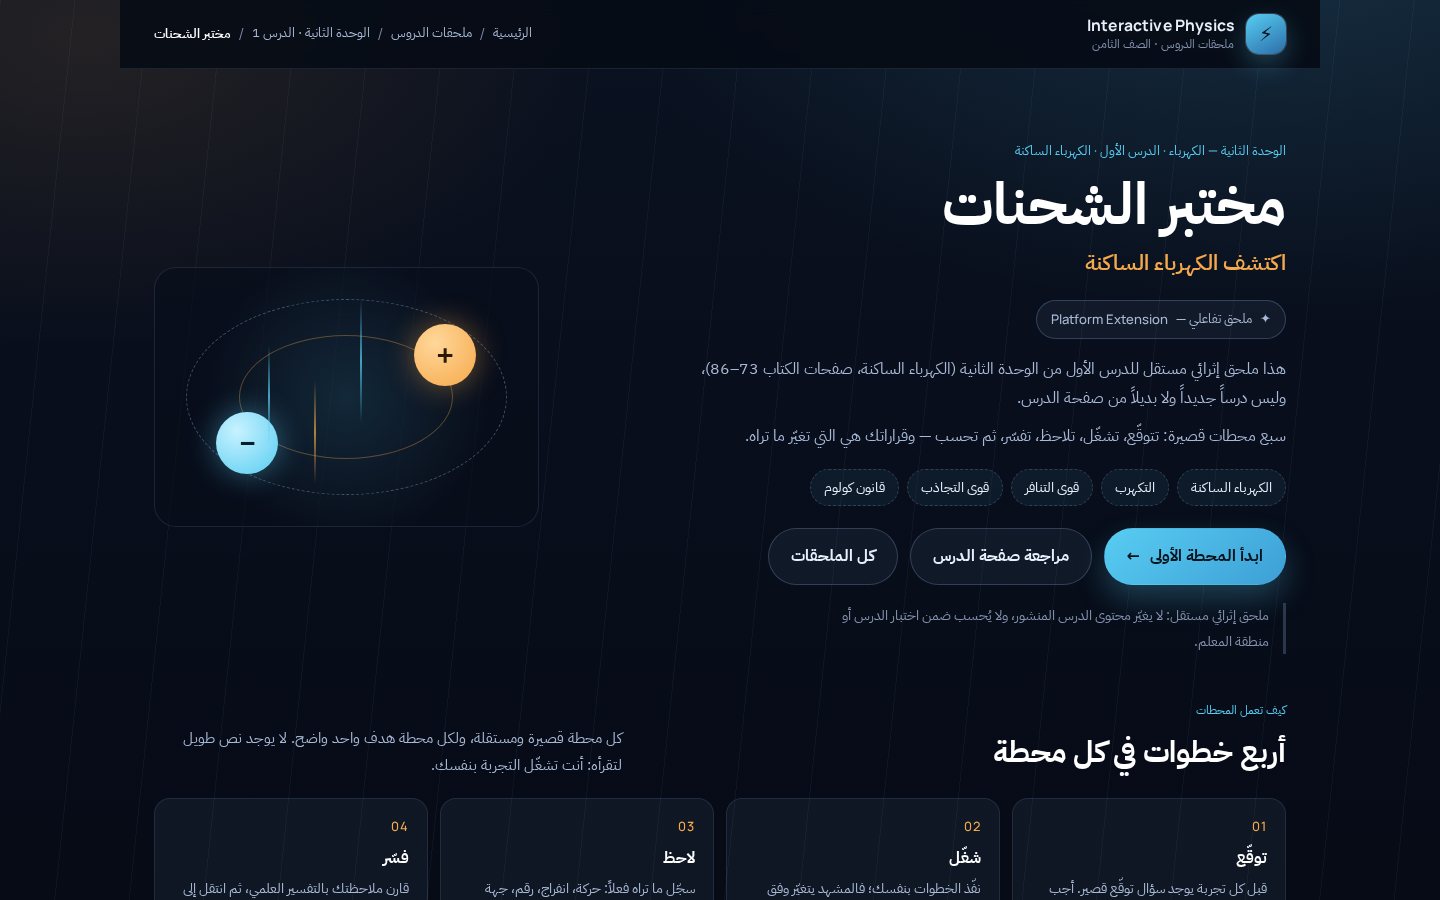 Interactive Physics
ملحقات الدروس · الصف الثامن
الرئيسية / ملحقات الدروس / الوحدة الثانية · الدرس 1 / مختبر الشحنات
الوحدة الثانية — الكهرباء · الدرس الأول · الكهرباء الساكنة
مختبر الشحنات
اكتشف الكهرباء الساكنة
✦ ملحق تفاعلي — Platform Extension
هذا ملحق إثرائي مستقل للدرس الأول من الوحدة الثانية (الكهرباء الساكنة، صفحات الكتاب 73–86)،
وليس درساً جديداً ولا بديلاً من صفحة الدرس.
سبع محطات قصيرة: تتوقّع، تشغّل، تلاحظ، تفسّر، ثم تحسب — وقراراتك هي التي تغيّر ما تراه.
الكهرباء الساكنة
التكهرب
قوى التنافر
قوى التجاذب
قانون كولوم
ابدأ المحطة الأولى ←
مراجعة صفحة الدرس
كل الملحقات
ملحق إثرائي مستقل: لا يغيّر محتوى الدرس المنشور، ولا يُحسب ضمن اختبار الدرس أو
منطقة المعلم.
+
−
كيف تعمل المحطات
أربع خطوات في كل محطة
كل محطة قصيرة ومستقلة، ولكل محطة هدف واحد واضح. لا يوجد نص طويل
لتقرأه: أنت تشغّل التجربة بنفسك.
01
توقّع
قبل كل تجربة يوجد سؤال توقّع قصير. أجب
02
شغّل
نفّذ الخطوات بنفسك؛ فالمشهد يتغيّر وفق
03
لاحظ
سجّل ما تراه فعلاً: حركة، انفراج، رقم، جهة
04
فسّر
قارن ملاحظتك بالتفسير العلمي، ثم انتقل إلى